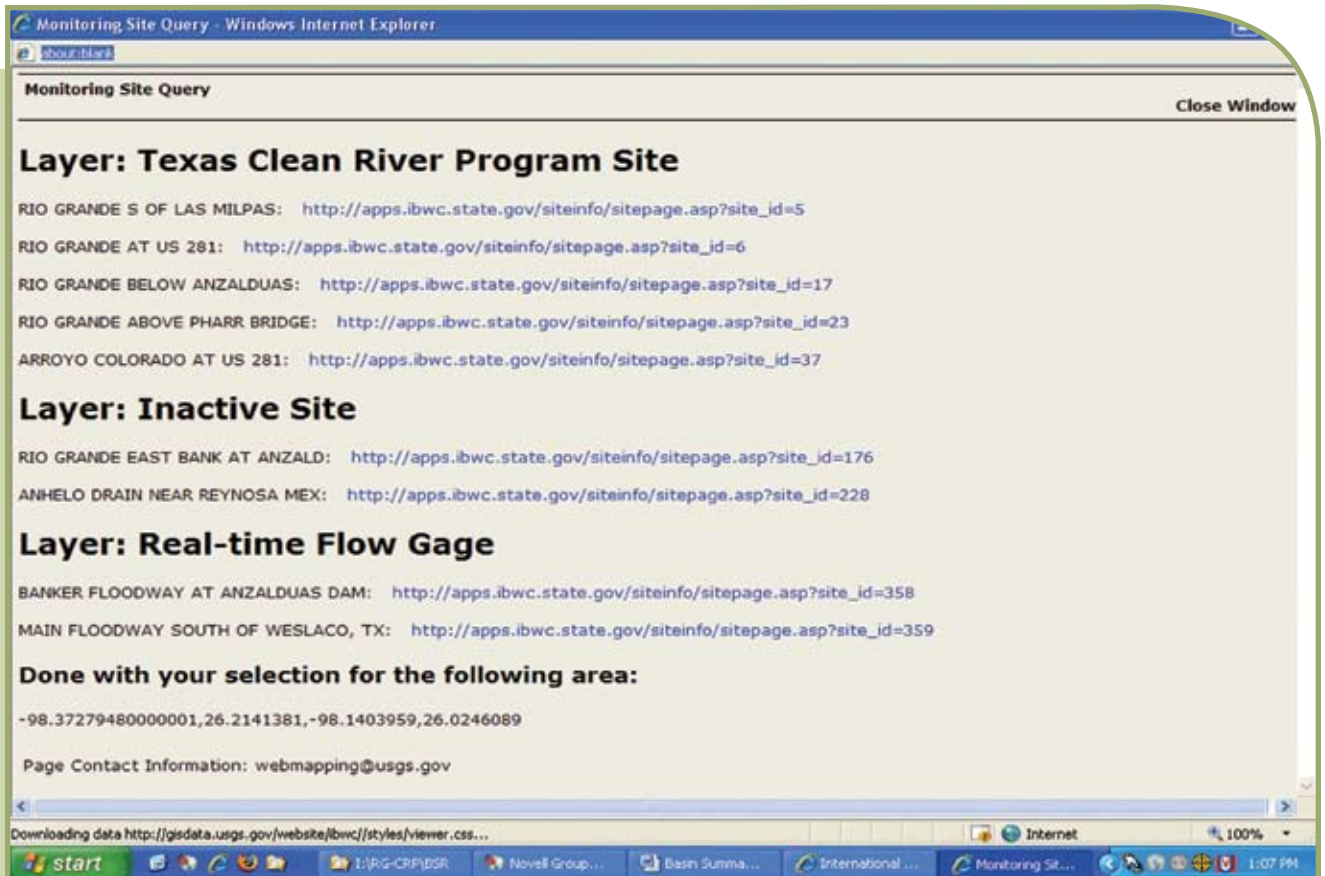 Monitoring Site Query - Windows Internet Explorer
about:blank
Monitoring Site Query
Close Window
Layer: Texas Clean River Program Site
RIO GRANDE S OF LAS MILPAS: http://apps.ibwc.state.gov/siteinfo/sitepage.asp?site_id=5
RIO GRANDE AT US 281: http://apps.ibwc.state.gov/siteinfo/sitepage.asp?site_id=6
RIO GRANDE BELOW ANZALDUAS: http://apps.ibwc.state.gov/siteinfo/sitepage.asp?site_id=17
RIO GRANDE ABOVE PHARR BRIDGE: http://apps.ibwc.state.gov/siteinfo/sitepage.asp?site_id=23
ARROYO COLORADO AT US 281: http://apps.ibwc.state.gov/siteinfo/sitepage.asp?site_id=37
Layer: Inactive Site
RIO GRANDE EAST BANK AT ANZALD: http://apps.ibwc.state.gov/siteinfo/sitepage.asp?site_id=176
ANHELO DRAIN NEAR REYNOSA MEX: http://apps.ibwc.state.gov/siteinfo/sitepage.asp?site_id=228
Layer: Real-time Flow Gage
BANKER FLOODWAY AT ANZALDUAS DAM: http://apps.ibwc.state.gov/siteinfo/sitepage.asp?site_id=358
MAIN FLOODWAY SOUTH OF WESLACO, TX: http://apps.ibwc.state.gov/siteinfo/sitepage.asp?site_id=359
Done with your selection for the following area:
-98.37279480000001,26.2141381,-98.1403959,26.0246089
Page Contact Information: webmapping@usgs.gov
Downloading data http://gisdata.usgs.gov/website/ibwc//styles/viewer.css... Internet 100%
start I:\RG-CRP\BSR Novell Group... Basin Summa... International ... Monitoring Sit... 1:07 PM